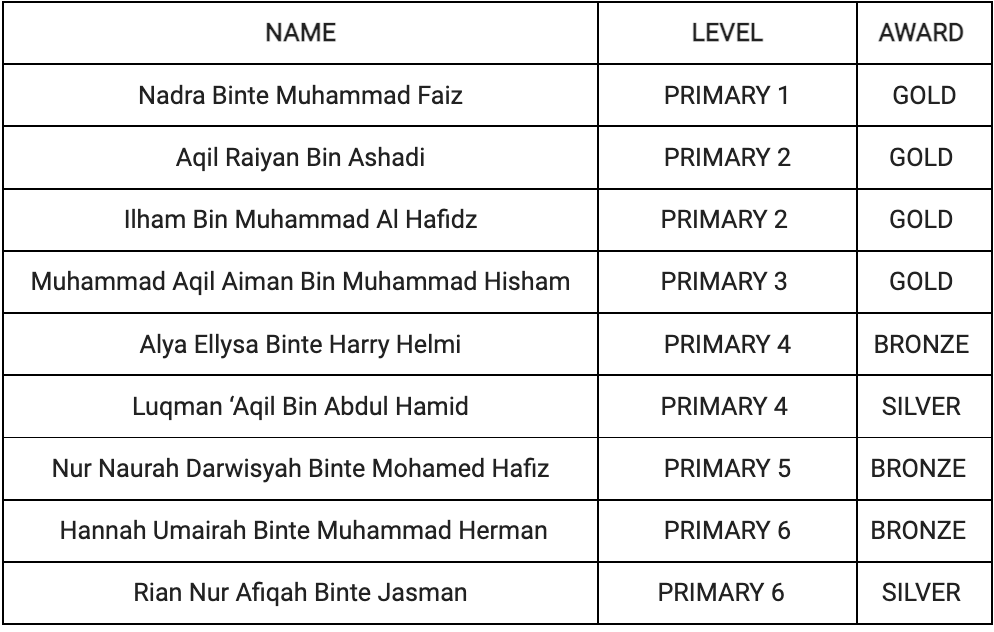 NAME LEVEL AWARD
Nadra Binte Muhammad Faiz PRIMARY 1 GOLD
Aqil Raiyan Bin Ashadi PRIMARY 2 GOLD
Ilham Bin Muhammad Al Hafidz PRIMARY 2 GOLD
Muhammad Aqil Aiman Bin Muhammad Hisham PRIMARY 3 GOLD
Alya Ellysa Binte Harry Helmi PRIMARY 4 BRONZE
Luqman ‘Aqil Bin Abdul Hamid PRIMARY 4 SILVER
Nur Naurah Darwisyah Binte Mohamed Hafiz PRIMARY 5 BRONZE
Hannah Umairah Binte Muhammad Herman PRIMARY 6 BRONZE
Rian Nur Afiqah Binte Jasman PRIMARY 6 SILVER